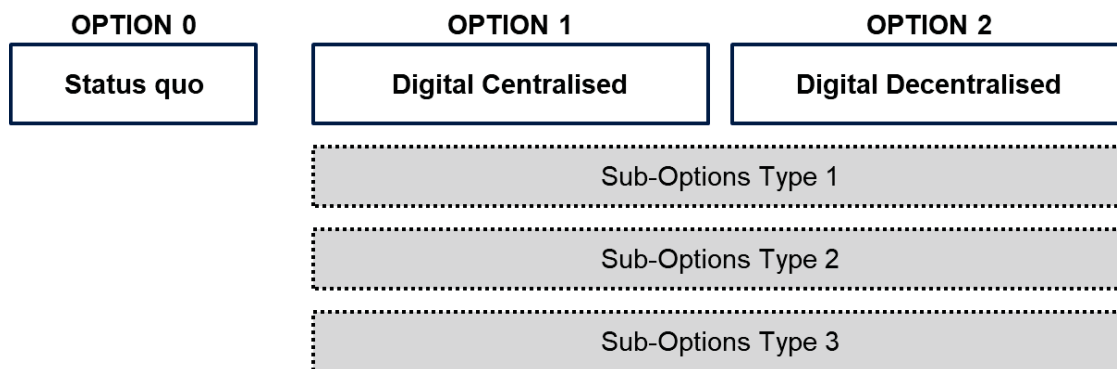 OPTION 0
OPTION 1
OPTION 2
Status quo
Digital Centralised
Digital Decentralised
Sub-Options Type 1
Sub-Options Type 2
Sub-Options Type 3